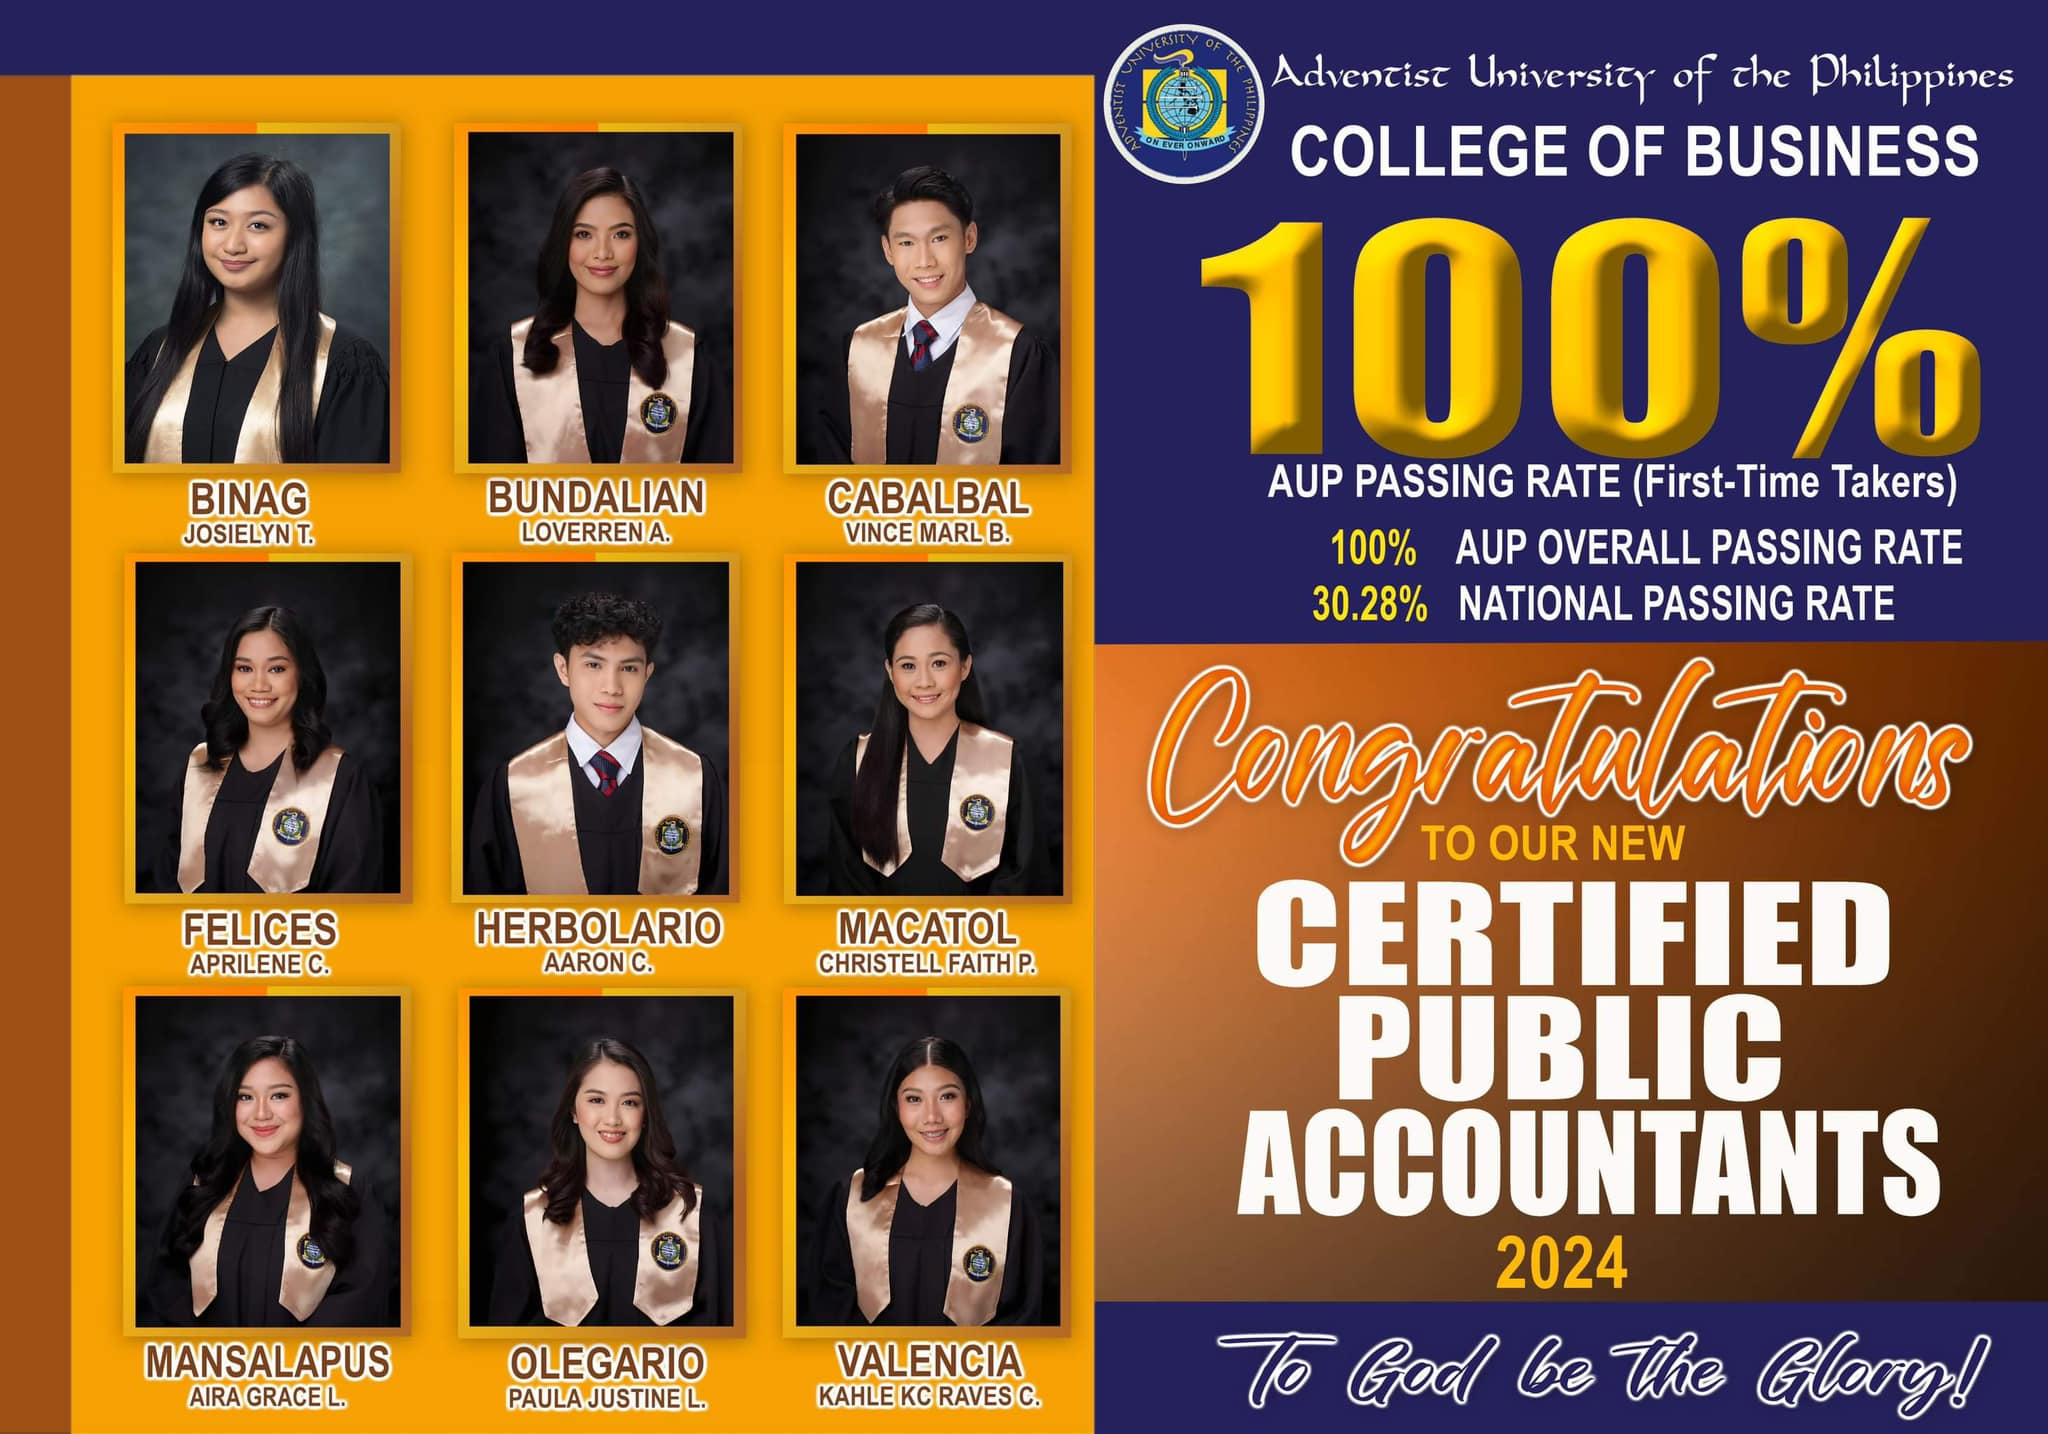 BINAG
JOSIELYN T.
BUNDALIAN
LOVERREN A.
CABALBAL
VINCE MARL B.
FELICES
APRILENE C.
HERBOLARIO
AARON C.
MACATOL
CHRISTELL FAITH P.
MANSALAPUS
AIRA GRACE L.
OLEGARIO
PAULA JUSTINE L.
VALENCIA
KAHLE KC RAVES C.
ADVENTIST UNIVERSITY OF THE PHILIPPINES
ON EVER ONWARD
Adventist University of the Philippines
COLLEGE OF BUSINESS
100%
AUP PASSING RATE (First-Time Takers)
100% AUP OVERALL PASSING RATE
30.28% NATIONAL PASSING RATE
Congratulations
TO OUR NEW
CERTIFIED
PUBLIC
ACCOUNTANTS
2024
To God be the Glory!